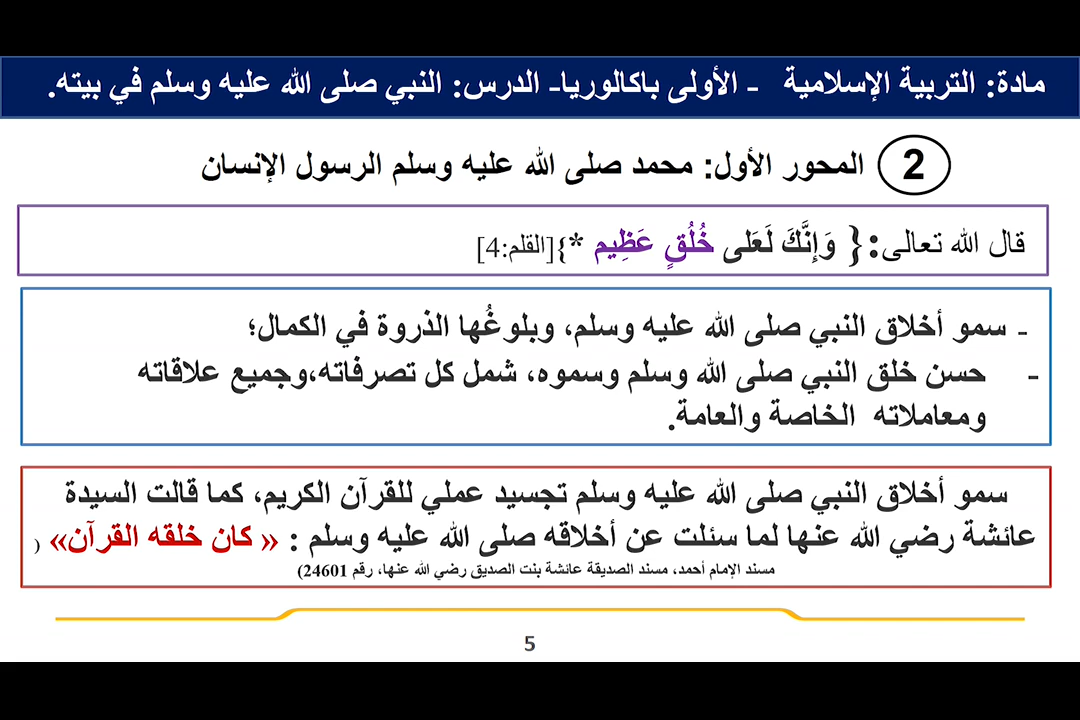 مادة: التربية الإسلامية - الأولى باكالوريا- الدرس: النبي صلى الله عليه وسلم في بيته.
2 المحور الأول: محمد صلى الله عليه وسلم الرسول الإنسان
قال الله تعالى:{ وَإِنَّكَ لَعَلى خُلُقٍ عَظِيم *}[القلم:4]
- سمو أخلاق النبي صلى الله عليه وسلم، وبلوغُها الذروة في الكمال؛
- حسن خلق النبي صلى الله وسلم وسموه، شمل كل تصرفاته،وجميع علاقاته
ومعاملاته الخاصة والعامة.
سمو أخلاق النبي صلى الله عليه وسلم تجسيد عملي للقرآن الكريم، كما قالت السيدة
عائشة رضي الله عنها لما سئلت عن أخلاقه صلى الله عليه وسلم : « كان خلقه القرآن» (
مسند الإمام أحمد، مسند الصديقة عائشة بنت الصديق رضي الله عنها، رقم 24601)
5